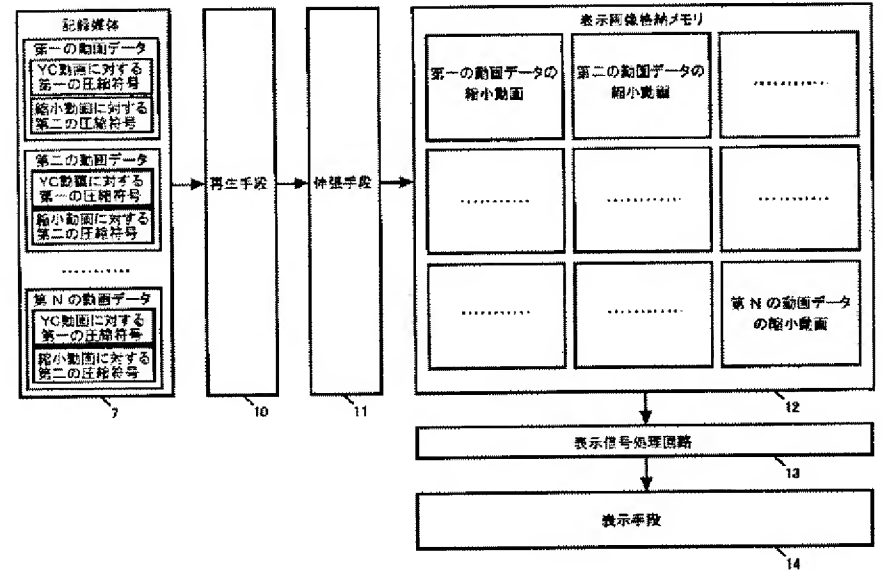 記録媒体
第一の動画データ
YC動画に対する
第一の圧縮符号
縮小動画に対する
第二の圧縮符号
第二の動画データ
YC動画に対する
第一の圧縮符号
縮小動画に対する
第二の圧縮符号
…………
第 N の動画データ
YC動画に対する
第一の圧縮符号
縮小動画に対する
第二の圧縮符号
7
再生手段
10
伸張手段
11
表示画像格納メモリ
第一の動画データの
縮小動画
第二の動画データの
縮小動画
…………
…………
…………
…………
…………
…………
第 N の動画データ
の縮小動画
12
表示信号処理回路
13
表示手段
14